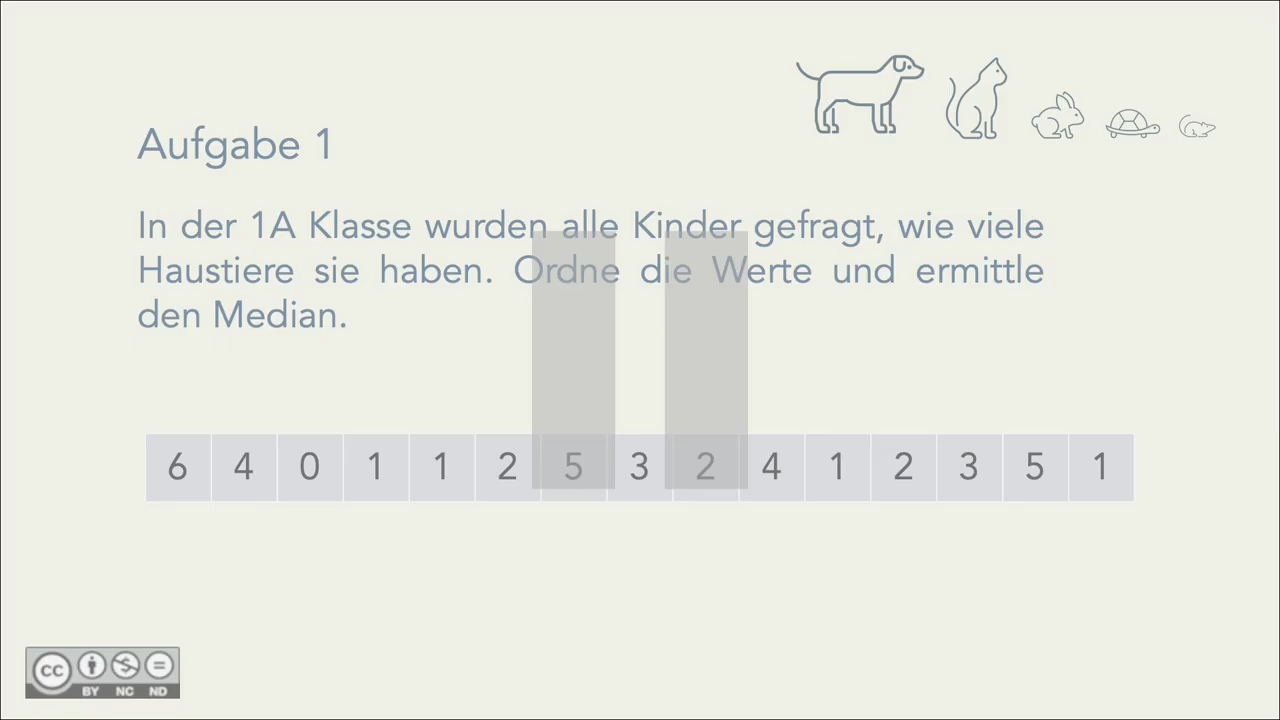 Aufgabe 1
In der 1A Klasse wurden alle Kinder gefragt, wie viele
Haustiere sie haben. Ordne die Werte und ermittle
den Median.
6 4 0 1 1 2 5 3 2 4 1 2 3 5 1
cc
BY NC ND